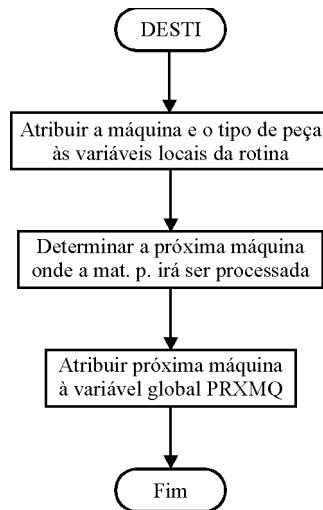 DESTI
Atribuir a máquina e o tipo de peça
às variáveis locais da rotina
Determinar a próxima máquina
onde a mat. p. irá ser processada
Atribuir próxima máquina
à variável global PRXMQ
Fim